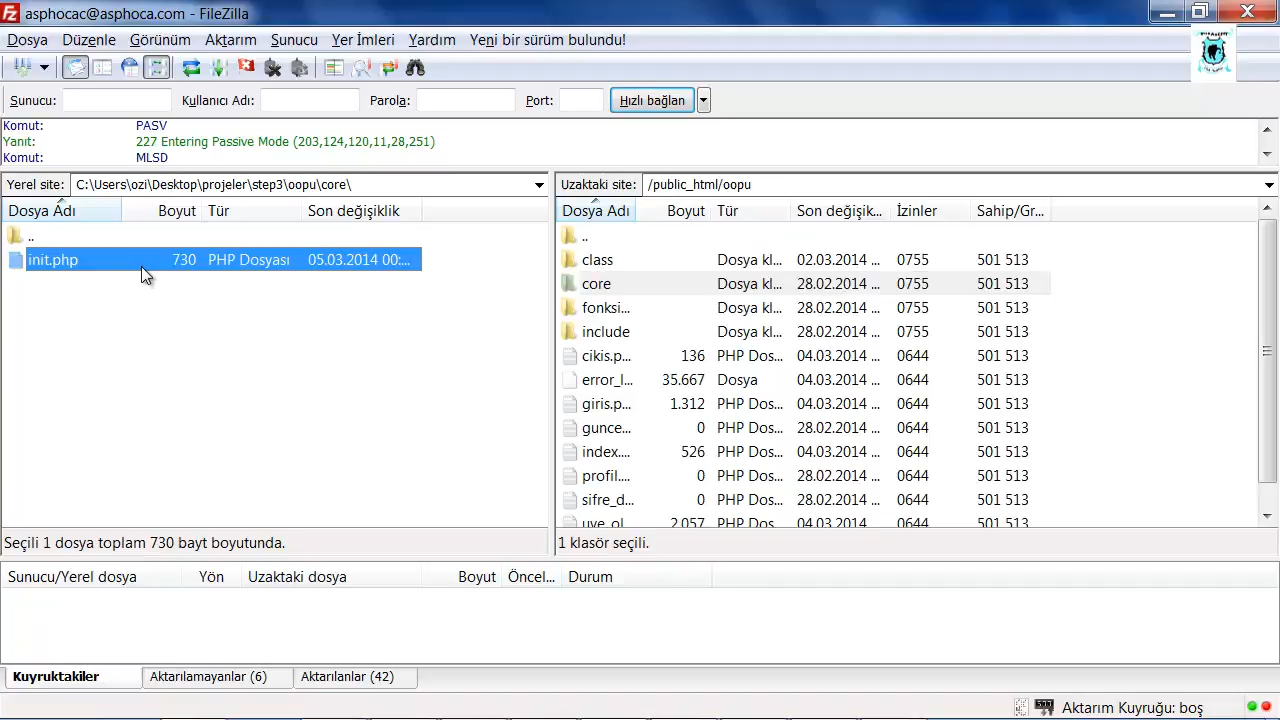 asphocac@asphoca.com - FileZilla
Dosya Düzenle Görünüm Aktarım Sunucu Yer İmleri Yardım Yeni bir sürüm bulundu!
Sunucu: Kullanıcı Adı: Parola: Port: Hızlı bağlan
Komut: PASV
Yanıt: 227 Entering Passive Mode (203,124,120,11,28,251)
Komut: MLSD
Yerel site: C:\Users\ozi\Desktop\projeler\step3\oopu\core\
Dosya Adı Boyut Tür Son değişiklik
..
init.php 730 PHP Dosyası 05.03.2014 00:...
Seçili 1 dosya toplam 730 bayt boyutunda.
Uzaktaki site: /public_html/oopu
Dosya Adı Boyut Tür Son değişik... İzinler Sahip/Gr...
..
class Dosya kl... 02.03.2014 ... 0755 501 513
core Dosya kl... 28.02.2014 ... 0755 501 513
fonksi... Dosya kl... 28.02.2014 ... 0755 501 513
include Dosya kl... 28.02.2014 ... 0755 501 513
cikis.p... 136 PHP Dos... 04.03.2014 ... 0644 501 513
error_l... 35.667 Dosya 04.03.2014 ... 0644 501 513
giris.p... 1.312 PHP Dos... 04.03.2014 ... 0644 501 513
gunce... 0 PHP Dos... 28.02.2014 ... 0644 501 513
index.... 526 PHP Dos... 04.03.2014 ... 0644 501 513
profil.... 0 PHP Dos... 28.02.2014 ... 0644 501 513
sifre_d... 0 PHP Dos... 28.02.2014 ... 0644 501 513
uye_ol... 2.057 PHP Dos... 04.03.2014 ... 0644 501 513
1 klasör seçili.
Sunucu/Yerel dosya Yön Uzaktaki dosya Boyut Öncel... Durum
Kuyruktakiler Aktarılamayanlar (6) Aktarılanlar (42)
Aktarım Kuyruğu: boş